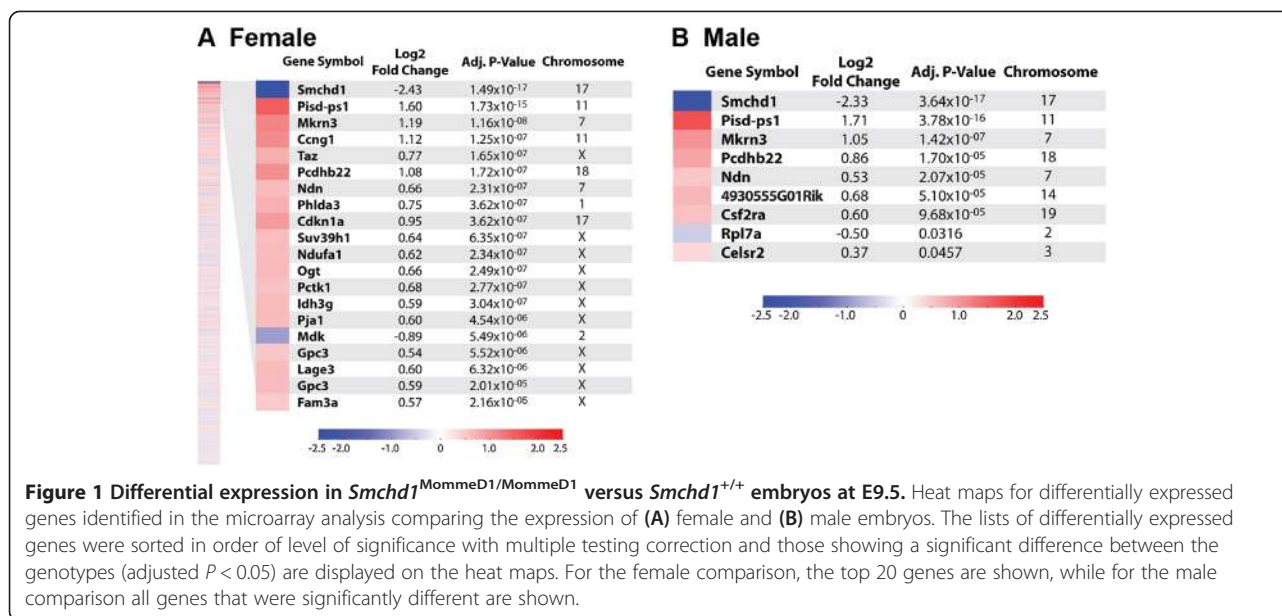 A Female
Gene Symbol Log2 Fold Change Adj. P-Value Chromosome
Smchd1 -2.43 1.49x10-17 17
Pisd-ps1 1.60 1.73x10-15 11
Mkrn3 1.19 1.16x10-08 7
Ccng1 1.12 1.25x10-07 11
Taz 0.77 1.65x10-07 X
Pcdhb22 1.08 1.72x10-07 18
Ndn 0.66 2.31x10-07 7
Phlda3 0.75 3.62x10-07 1
Cdkn1a 0.95 3.62x10-07 17
Suv39h1 0.64 6.35x10-07 X
Ndufa1 0.62 2.34x10-07 X
Ogt 0.66 2.49x10-07 X
Pctk1 0.68 2.77x10-07 X
Idh3g 0.59 3.04x10-07 X
Pja1 0.60 4.54x10-06 X
Mdk -0.89 5.49x10-06 2
Gpc3 0.54 5.52x10-06 X
Lage3 0.60 6.32x10-06 X
Gpc3 0.59 2.01x10-05 X
Fam3a 0.57 2.16x10-05 X
-2.5 -2.0 -1.0 0 1.0 2.0 2.5
B Male
Gene Symbol Log2 Fold Change Adj. P-Value Chromosome
Smchd1 -2.33 3.64x10-17 17
Pisd-ps1 1.71 3.78x10-16 11
Mkrn3 1.05 1.42x10-07 7
Pcdhb22 0.86 1.70x10-05 18
Ndn 0.53 2.07x10-05 7
4930555G01Rik 0.68 5.10x10-05 14
Csf2ra 0.60 9.68x10-05 19
Rpl7a -0.50 0.0316 2
Celsr2 0.37 0.0457 3
-2.5 -2.0 -1.0 0 1.0 2.0 2.5
Figure 1 Differential expression in Smchd1MommeD1/MommeD1 versus Smchd1+/+ embryos at E9.5. Heat maps for differentially expressed
genes identified in the microarray analysis comparing the expression of (A) female and (B) male embryos. The lists of differentially expressed
genes were sorted in order of level of significance with multiple testing correction and those showing a significant difference between the
genotypes (adjusted P < 0.05) are displayed on the heat maps. For the female comparison, the top 20 genes are shown, while for the male
comparison all genes that were significantly different are shown.